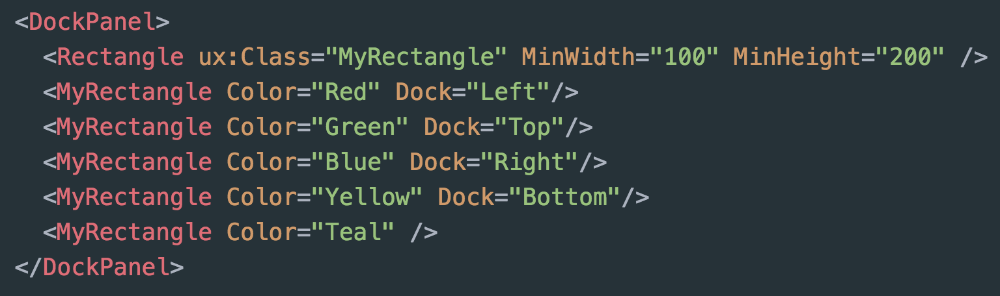 <DockPanel>
  <Rectangle ux:Class="MyRectangle" MinWidth="100" MinHeight="200" />
  <MyRectangle Color="Red" Dock="Left"/>
  <MyRectangle Color="Green" Dock="Top"/>
  <MyRectangle Color="Blue" Dock="Right"/>
  <MyRectangle Color="Yellow" Dock="Bottom"/>
  <MyRectangle Color="Teal" />
</DockPanel>